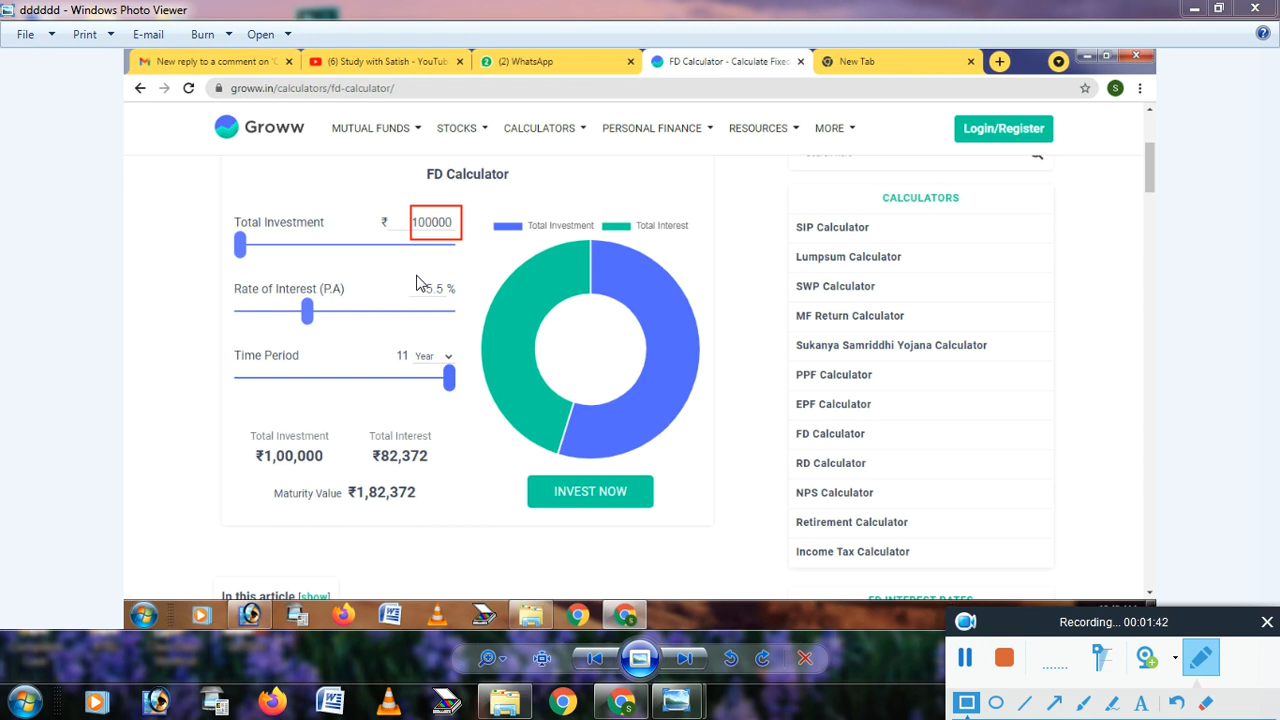 dddddd - Windows Photo Viewer
File Print E-mail Burn Open
New reply to a comment on
(6) Study with Satish - YouTube
(2) WhatsApp
FD Calculator - Calculate Fixed
New Tab
groww.in/calculators/fd-calculator/
S
Groww
MUTUAL FUNDS STOCKS CALCULATORS PERSONAL FINANCE RESOURCES MORE
Login/Register
FD Calculator
Total Investment ₹ 100000
Rate of Interest (P.A) 5.5 %
Time Period 11 Year
Total Investment Total Interest
₹1,00,000 ₹82,372
Maturity Value ₹1,82,372
Total Investment Total Interest
INVEST NOW
CALCULATORS
SIP Calculator
Lumpsum Calculator
SWP Calculator
MF Return Calculator
Sukanya Samriddhi Yojana Calculator
PPF Calculator
EPF Calculator
FD Calculator
RD Calculator
NPS Calculator
Retirement Calculator
Income Tax Calculator
In this article [show]
FD INTEREST RATES
Recording... 00:01:42